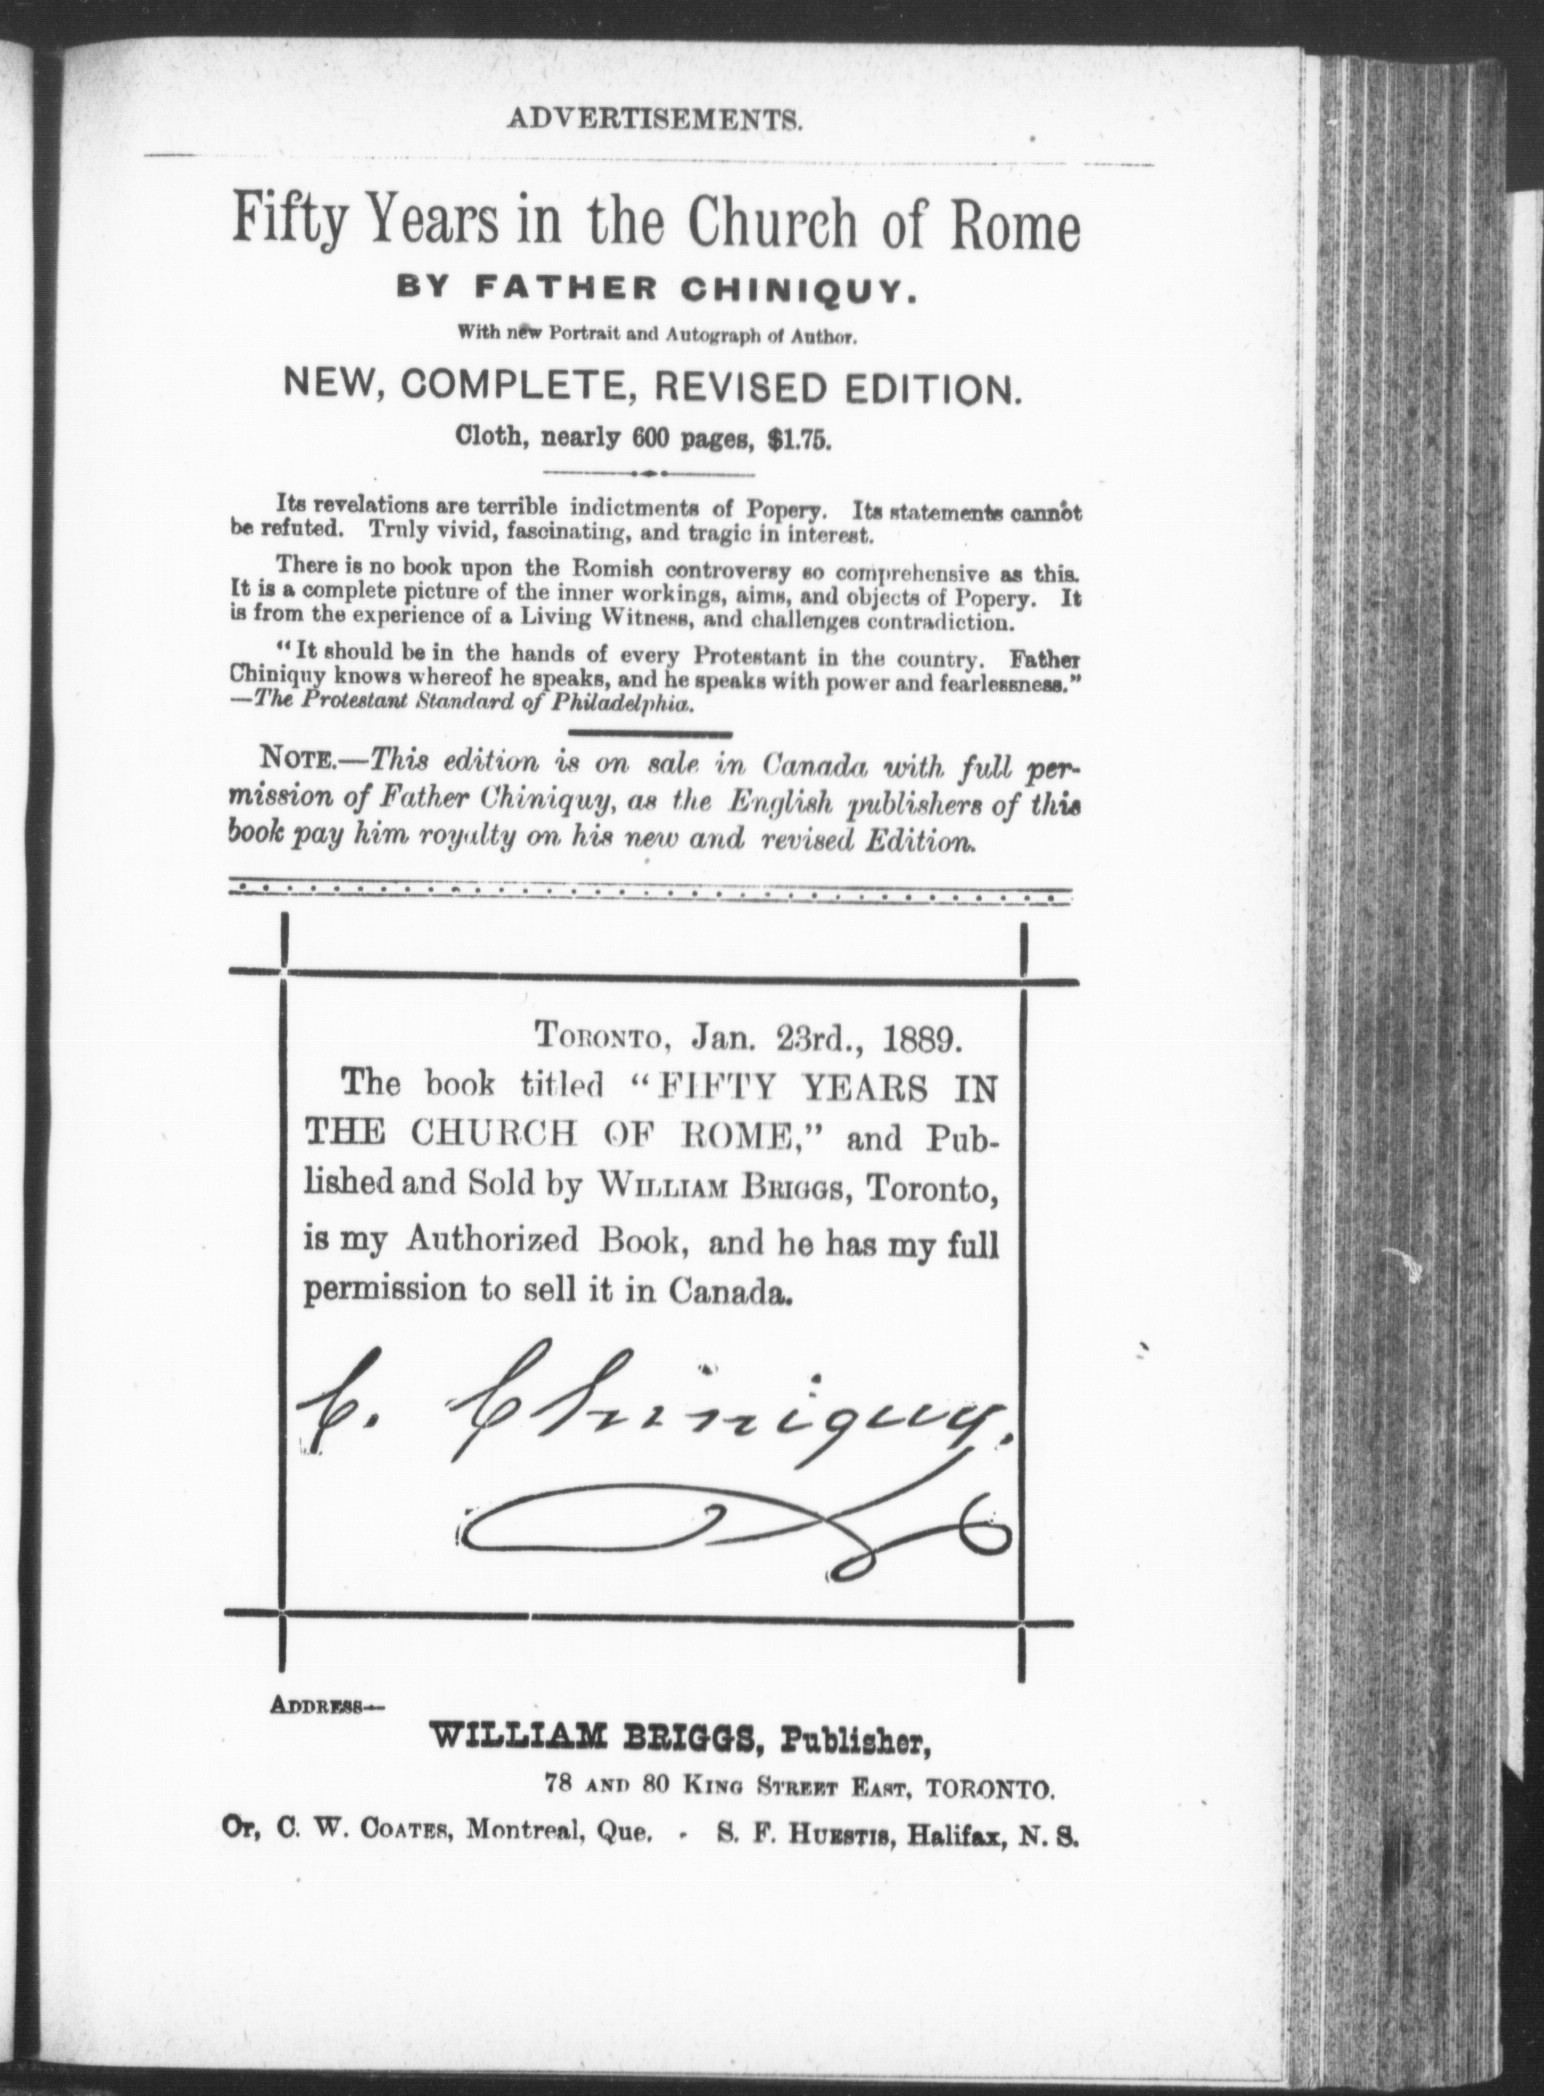 ADVERTISEMENTS.
Fifty Years in the Church of Rome
BY FATHER CHINIQUY.
With new Portrait and Autograph of Author.
NEW, COMPLETE, REVISED EDITION.
Cloth, nearly 600 pages, $1.75.
Its revelations are terrible indictments of Popery. Its statements cannot
be refuted. Truly vivid, fascinating, and tragic in interest.
There is no book upon the Romish controversy so comprehensive as this.
It is a complete picture of the inner workings, aims, and objects of Popery. It
is from the experience of a Living Witness, and challenges contradiction.
"It should be in the hands of every Protestant in the country. Father
Chiniquy knows whereof he speaks, and he speaks with power and fearlessness."
—The Protestant Standard of Philadelphia.
NOTE.—This edition is on sale in Canada with full per-
mission of Father Chiniquy, as the English publishers of this
book pay him royalty on his new and revised Edition.
TORONTO, Jan. 23rd., 1889.
The book titled "FIFTY YEARS IN
THE CHURCH OF ROME," and Pub-
lished and Sold by WILLIAM BRIGGS, Toronto,
is my Authorized Book, and he has my full
permission to sell it in Canada.
C. Chiniquy.
ADDRESS—
WILLIAM BRIGGS, Publisher,
78 AND 80 KING STREET EAST, TORONTO.
Or, C. W. COATES, Montreal, Que. - S. F. HUESTIS, Halifax, N. S.